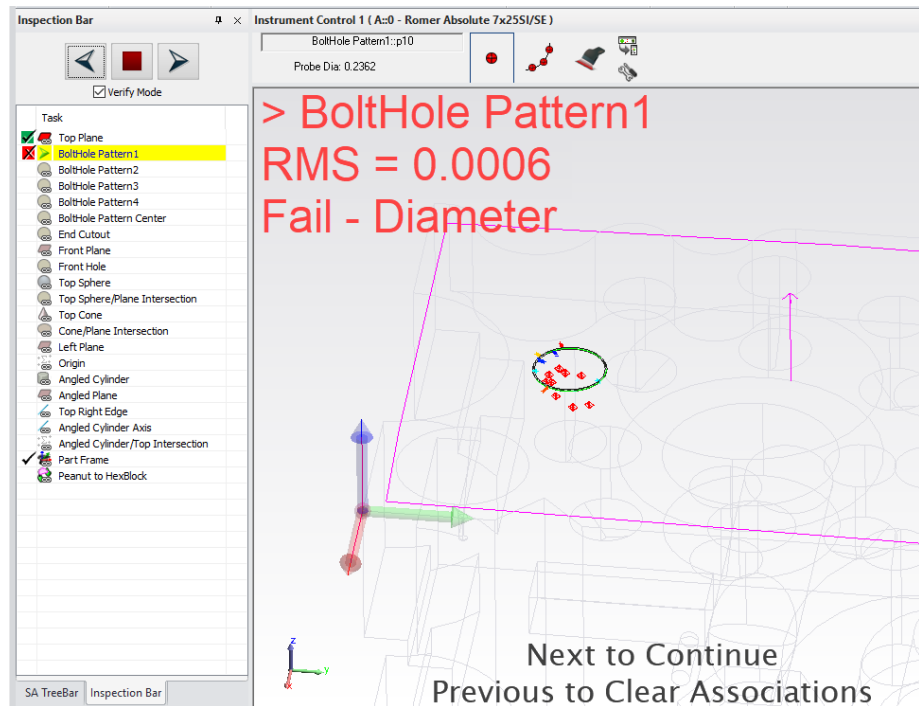 Inspection Bar
Instrument Control 1 ( A::0 - Romer Absolute 7x25SI/SE )
BoltHole Pattern1::p10
Probe Dia: 0.2362
Verify Mode
Task
Top Plane
BoltHole Pattern1
BoltHole Pattern2
BoltHole Pattern3
BoltHole Pattern4
BoltHole Pattern Center
End Cutout
Front Plane
Front Hole
Top Sphere
Top Sphere/Plane Intersection
Top Cone
Cone/Plane Intersection
Left Plane
Origin
Angled Cylinder
Angled Plane
Top Right Edge
Angled Cylinder Axis
Angled Cylinder/Top Intersection
Part Frame
Peanut to HexBlock
SA TreeBar
Inspection Bar
> BoltHole Pattern1
RMS = 0.0006
Fail - Diameter
z
y
x
Next to Continue
Previous to Clear Associations